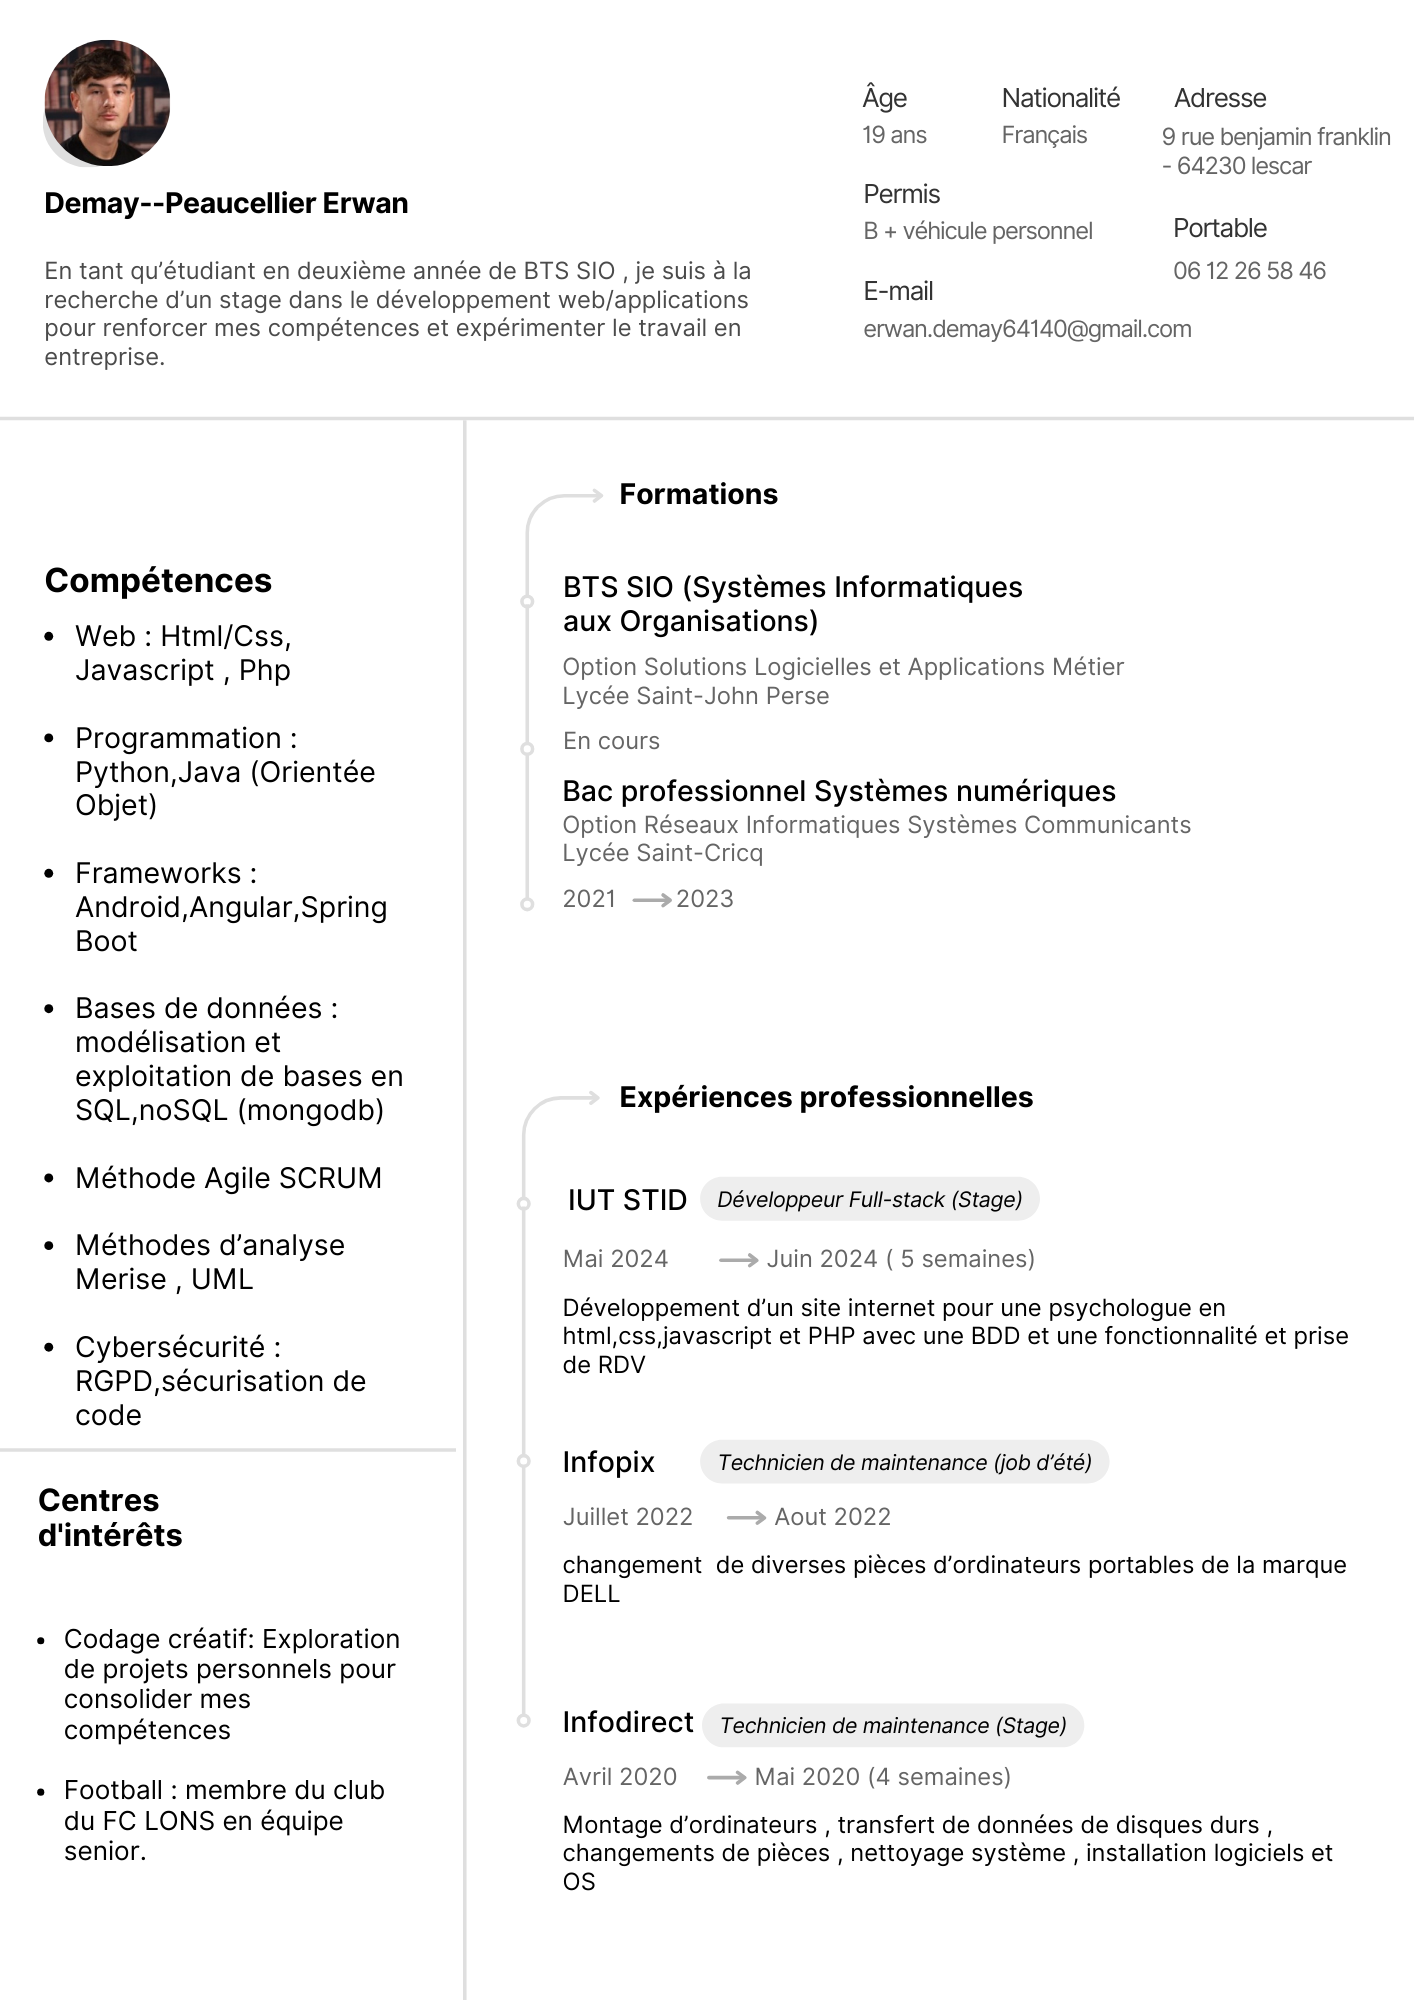 Demay--Peaucellier Erwan
En tant qu’étudiant en deuxième année de BTS SIO , je suis à la
recherche d’un stage dans le développement web/applications
pour renforcer mes compétences et expérimenter le travail en
entreprise.
Âge
19 ans
Nationalité
Français
Adresse
9 rue benjamin franklin
- 64230 lescar
Permis
B + véhicule personnel
Portable
06 12 26 58 46
E-mail
erwan.demay64140@gmail.com
Compétences
• Web : Html/Css,
Javascript , Php
• Programmation :
Python,Java (Orientée
Objet)
• Frameworks :
Android,Angular,Spring
Boot
• Bases de données :
modélisation et
exploitation de bases en
SQL,noSQL (mongodb)
• Méthode Agile SCRUM
• Méthodes d’analyse
Merise , UML
• Cybersécurité :
RGPD,sécurisation de
code
Centres
d'intérêts
• Codage créatif: Exploration
de projets personnels pour
consolider mes
compétences
• Football : membre du club
du FC LONS en équipe
senior.
Formations
BTS SIO (Systèmes Informatiques
aux Organisations)
Option Solutions Logicielles et Applications Métier
Lycée Saint-John Perse
En cours
Bac professionnel Systèmes numériques
Option Réseaux Informatiques Systèmes Communicants
Lycée Saint-Cricq
2021 → 2023
Expériences professionnelles
IUT STID Développeur Full-stack (Stage)
Mai 2024 → Juin 2024 ( 5 semaines)
Développement d’un site internet pour une psychologue en
html,css,javascript et PHP avec une BDD et une fonctionnalité et prise
de RDV
Infopix Technicien de maintenance (job d’été)
Juillet 2022 → Aout 2022
changement de diverses pièces d’ordinateurs portables de la marque
DELL
Infodirect Technicien de maintenance (Stage)
Avril 2020 → Mai 2020 (4 semaines)
Montage d’ordinateurs , transfert de données de disques durs ,
changements de pièces , nettoyage système , installation logiciels et
OS